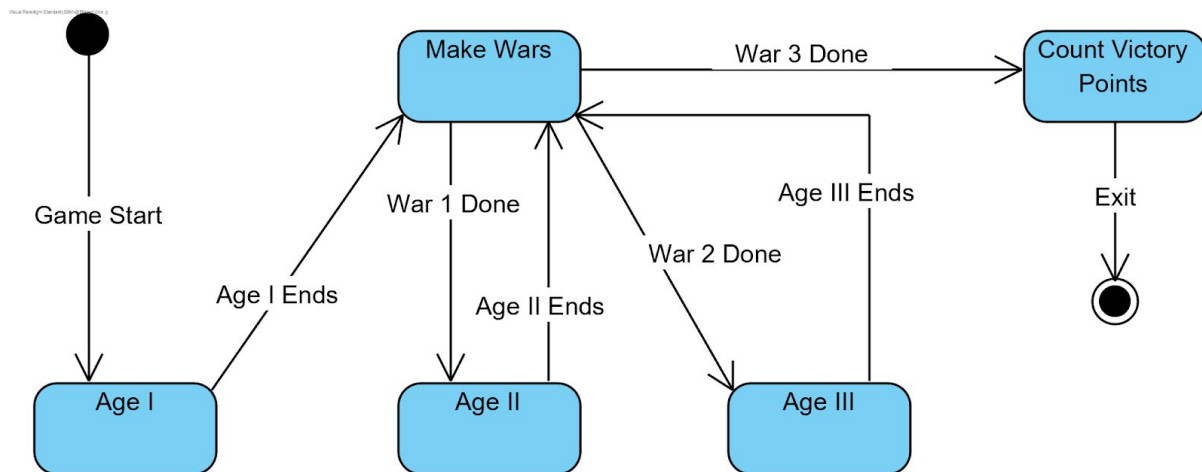 Make Wars
War 3 Done
Count Victory
Points
Game Start
War 1 Done
Age III Ends
Exit
War 2 Done
Age I Ends
Age II Ends
Age I
Age II
Age III